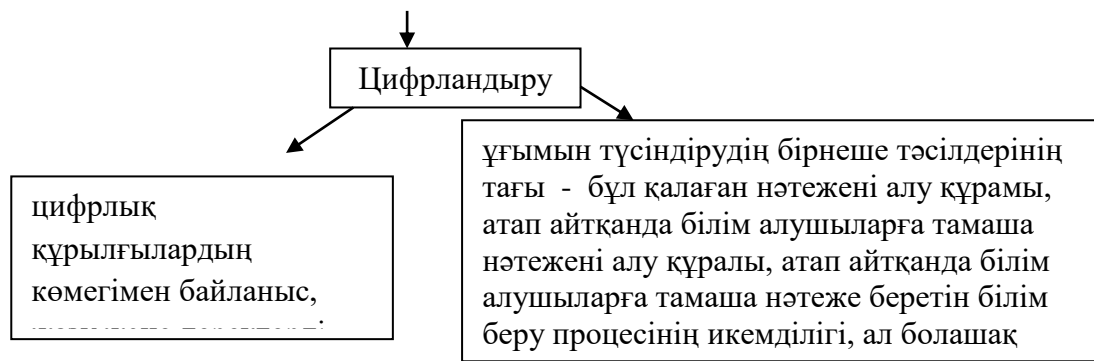 Цифрландыру
цифрлық
құрылғылардың
көмегімен байланыс,
ұғымын түсіндірудің бірнеше тәсілдерінің
тағы - бұл қалаған нәтежені алу құрамы,
атап айтқанда білім алушыларға тамаша
нәтежені алу құралы, атап айтқанда білім
алушыларға тамаша нәтеже беретін білім
беру процесінің икемділігі, ал болашақ